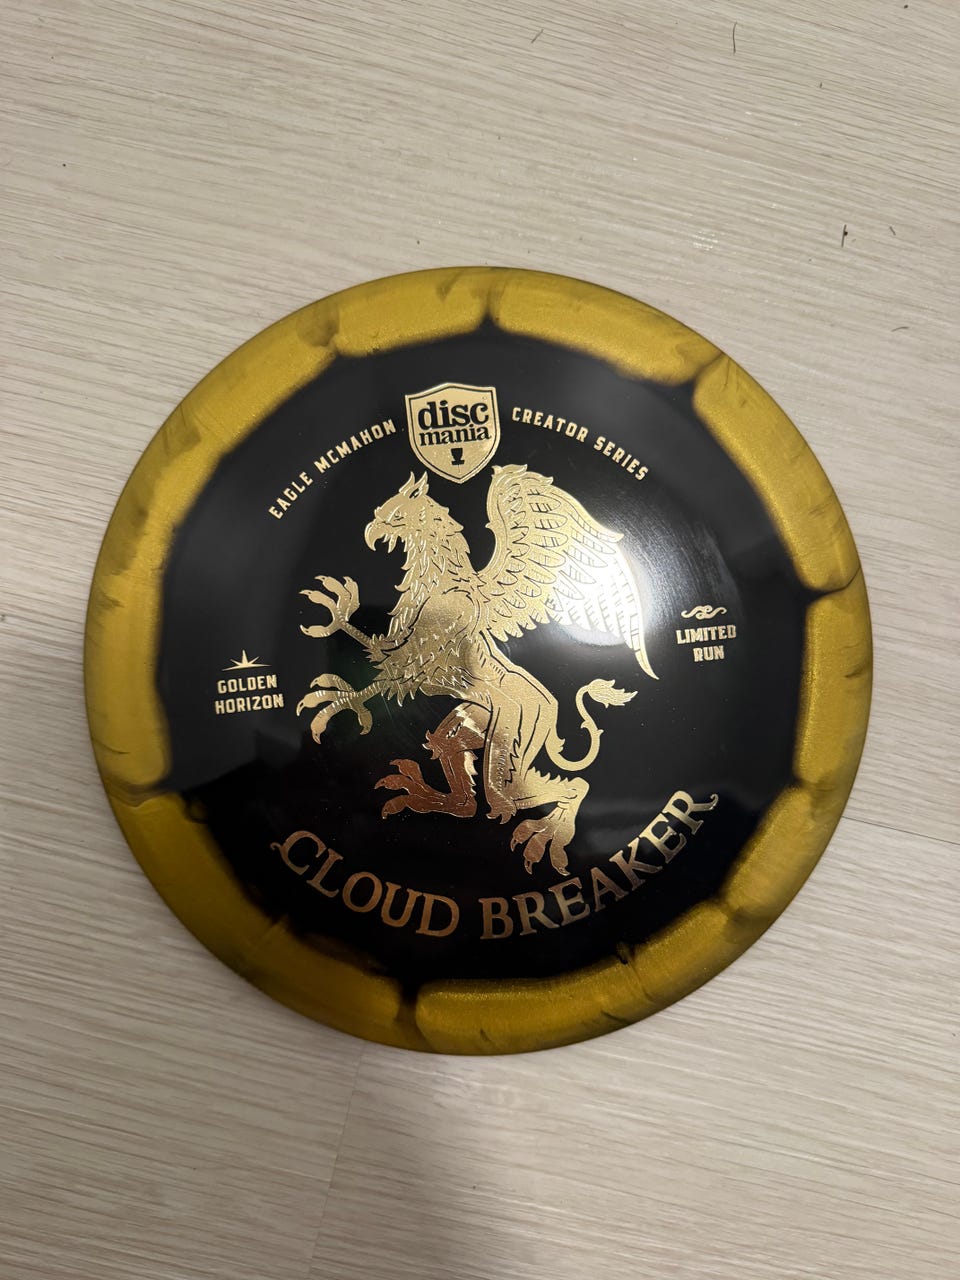 disc
mania
EAGLE MCMAHON
CREATOR SERIES
GOLDEN
HORIZON
LIMITED
RUN
CLOUD BREAKER